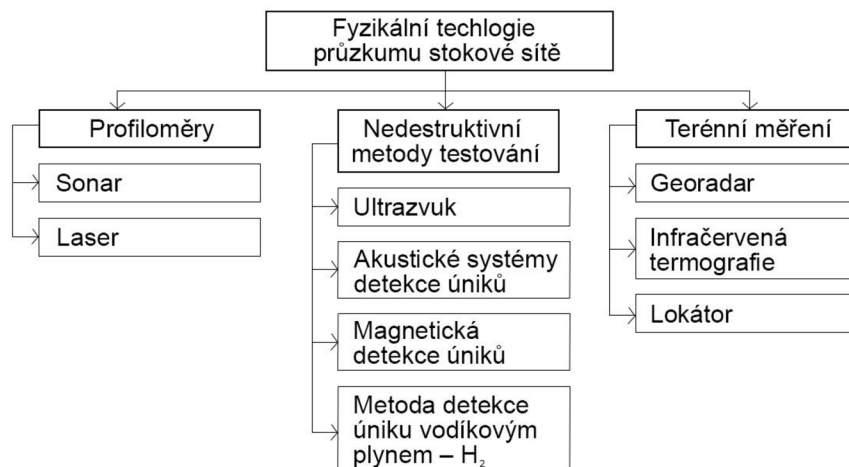 Fyzikální techlogie
průzkumu stokové sítě
Profiloměry
Sonar
Laser
Nedestruktivní
metody testování
Ultrazvuk
Akustické systémy
detekce úniků
Magnetická
detekce úniků
Metoda detekce
úniku vodíkovým
plynem – H₂
Terénní měření
Georadar
Infračervená
termografie
Lokátor